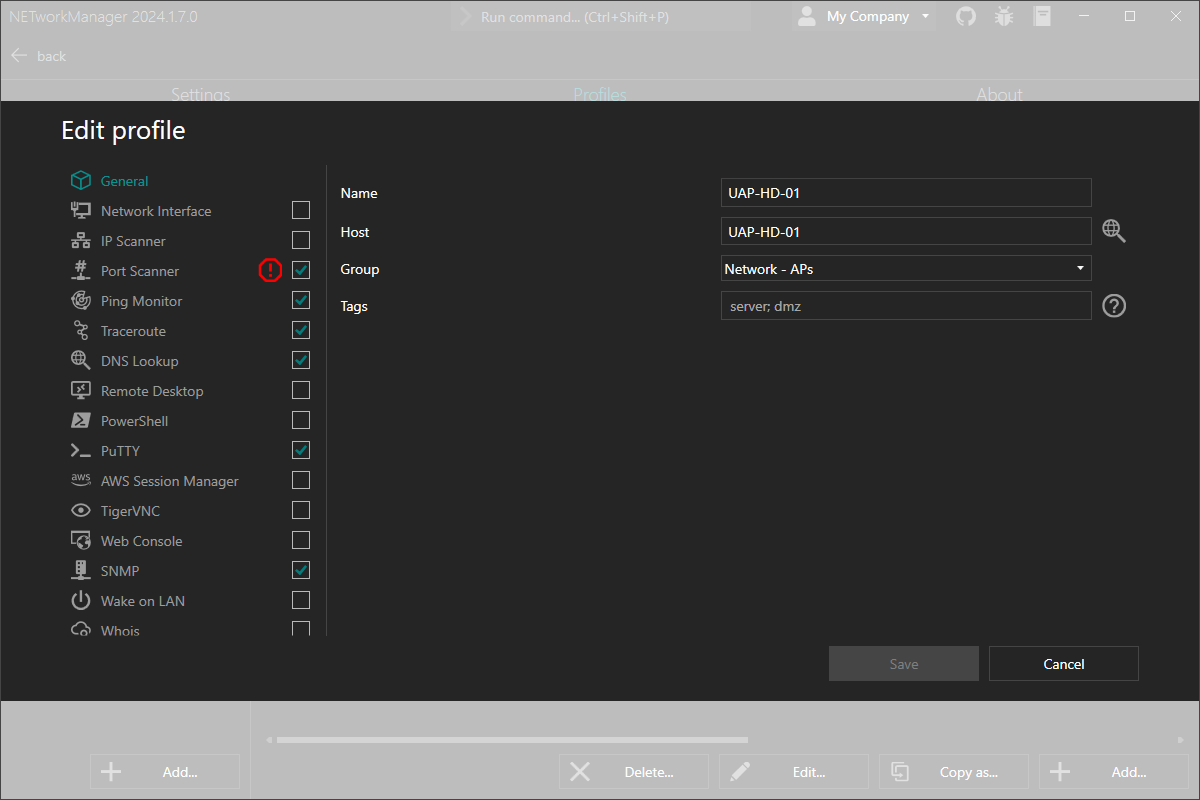 NETworkManager 2024.1.7.0
Run command... (Ctrl+Shift+P)
My Company
back
Settings
Profiles
About
Edit profile
General
Network Interface
IP Scanner
Port Scanner
Ping Monitor
Traceroute
DNS Lookup
Remote Desktop
PowerShell
PuTTY
aws AWS Session Manager
TigerVNC
Web Console
SNMP
Wake on LAN
Whois
Name
UAP-HD-01
Host
UAP-HD-01
Group
Network - APs
Tags
server; dmz
Save
Cancel
Add...
Delete...
Edit...
Copy as...
Add...